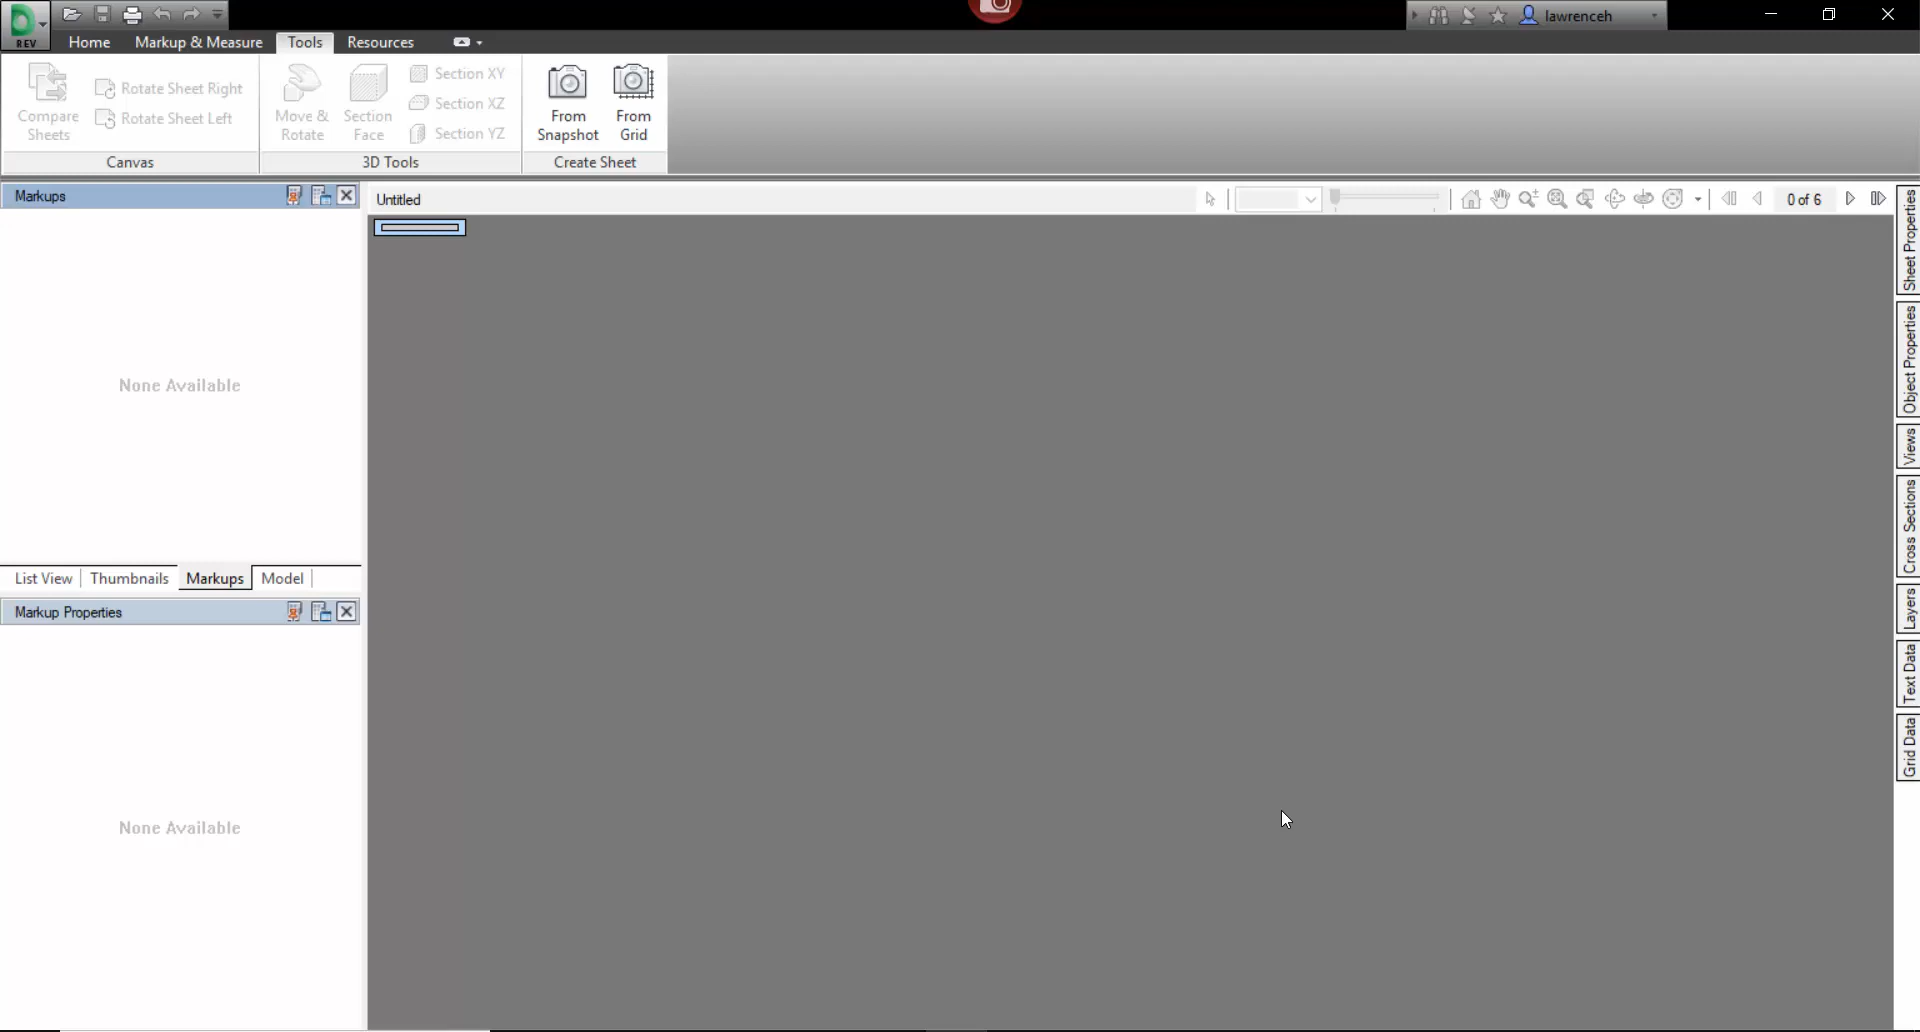 REV
lawrenceh
Home Markup & Measure Tools Resources
Compare Sheets
Rotate Sheet Right
Rotate Sheet Left
Canvas
Move & Rotate
Section Face
Section XY
Section XZ
Section YZ
3D Tools
From Snapshot
From Grid
Create Sheet
Markups
None Available
List View Thumbnails Markups Model
Markup Properties
None Available
Untitled
0 of 6
Sheet Properties
Object Properties
Views
Cross Sections
Layers
Text Data
Grid Data